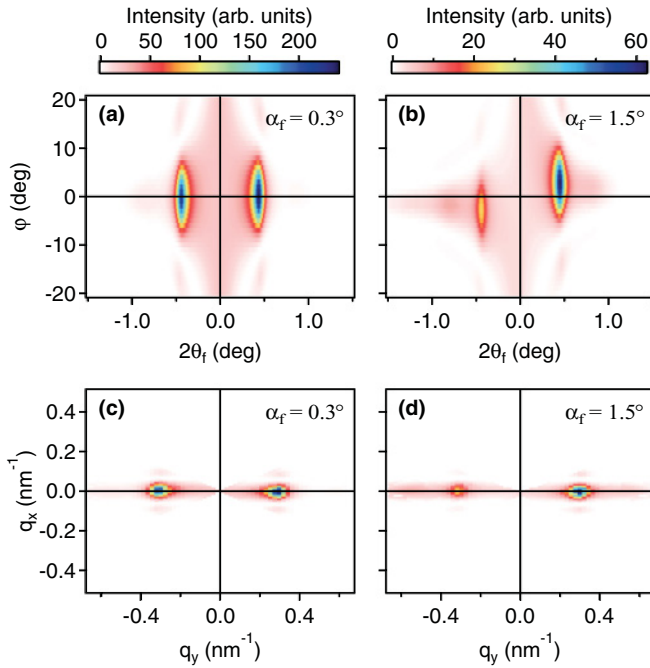 Intensity (arb. units)
Intensity (arb. units)
0 50 100 150 200
0 20 40 60
(a) αf = 0.3°
(b) αf = 1.5°
φ (deg)
20
10
0
-10
-20
-1.0 0.0 1.0
-1.0 0.0 1.0
2θf (deg)
2θf (deg)
(c) αf = 0.3°
(d) αf = 1.5°
qx (nm-1)
0.4
0.2
0.0
-0.2
-0.4
-0.4 0.0 0.4
-0.4 0.0 0.4
qy (nm-1)
qy (nm-1)